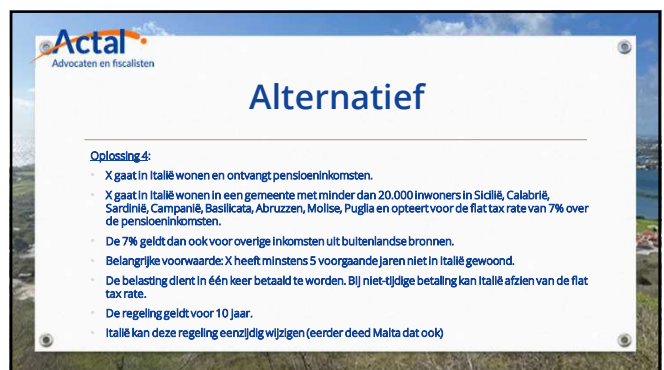 Actal
Advocaten en fiscalisten
Alternatief
Oplossing 4:
X gaat in Italië wonen en ontvangt pensioeninkomsten.
X gaat in Italië wonen in een gemeente met minder dan 20.000 inwoners in Sicilië, Calabrië,
Sardinië, Campanië, Basilicata, Abruzzen, Molise, Puglia en opteert voor de flat tax rate van 7% over
de pensioeninkomsten.
De 7% geldt dan ook voor overige inkomsten uit buitenlandse bronnen.
Belangrijke voorwaarde: X heeft minstens 5 voorgaande jaren niet in Italië gewoond.
De belasting dient in één keer betaald te worden. Bij niet-tijdige betaling kan Italië afzien van de flat
tax rate.
De regeling geldt voor 10 jaar.
Italië kan deze regeling eenzijdig wijzigen (eerder deed Malta dat ook)